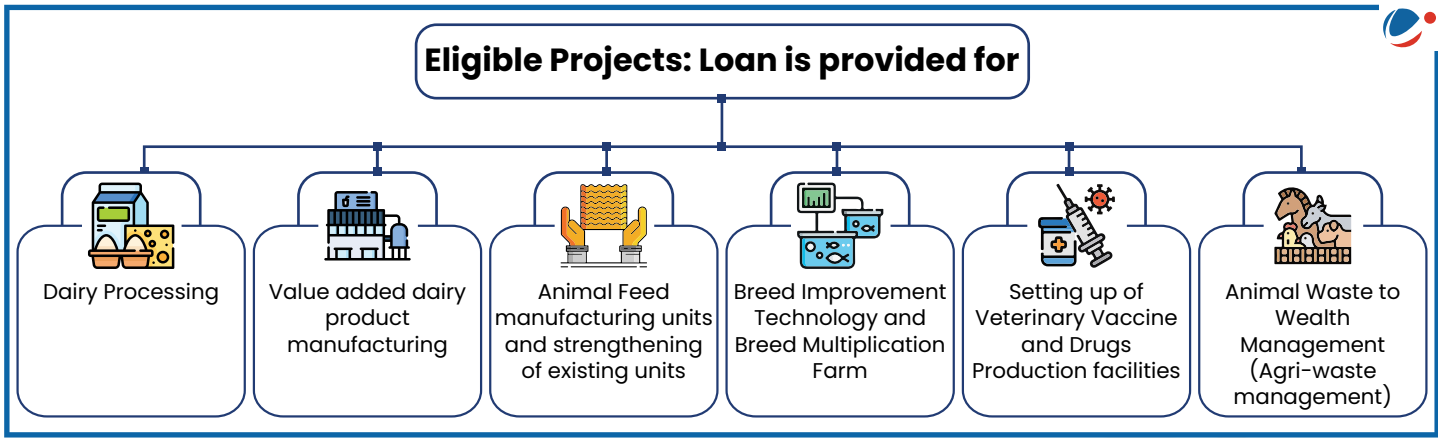 Eligible Projects: Loan is provided for
Dairy Processing
Value added dairy
product
manufacturing
Animal Feed
manufacturing units
and strengthening
of existing units
Breed Improvement
Technology and
Breed Multiplication
Farm
Setting up of
Veterinary Vaccine
and Drugs
Production facilities
Animal Waste to
Wealth
Management
(Agri-waste
management)